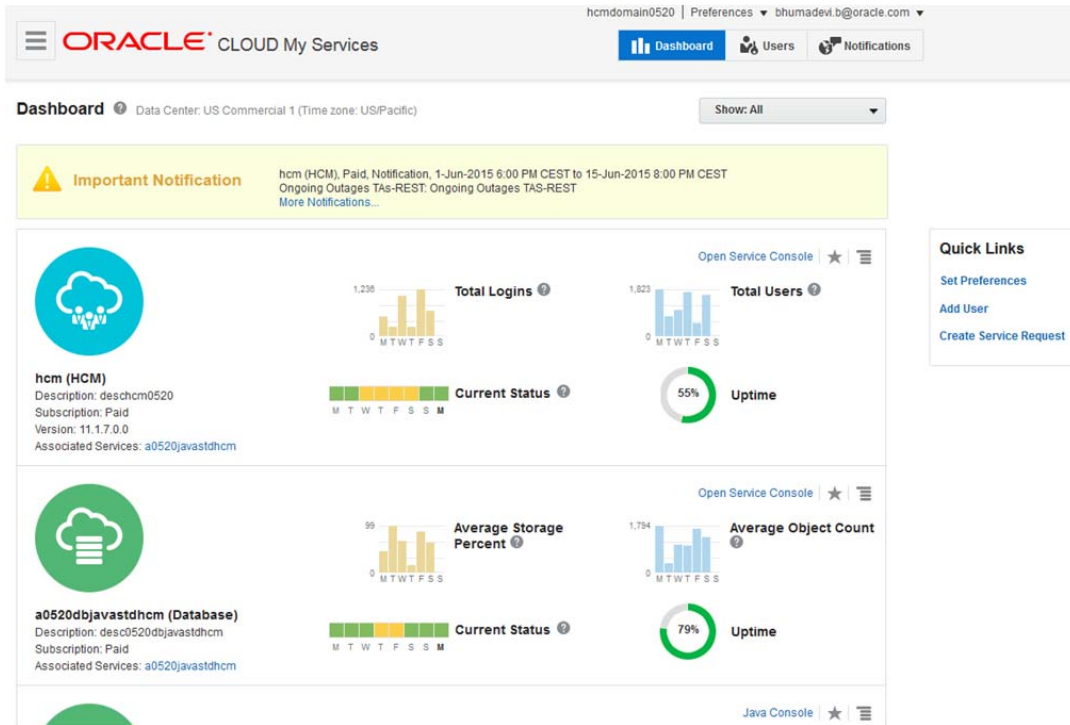 hcmdomain0520 | Preferences bhumadevi.b@oracle.com
ORACLE CLOUD My Services
Dashboard Users Notifications
Dashboard ? Data Center: US Commercial 1 (Time zone: US/Pacific)
Show: All
Important Notification
hcm (HCM), Paid, Notification, 1-Jun-2015 6:00 PM CEST to 15-Jun-2015 8:00 PM CEST
Ongoing Outages TAs-REST: Ongoing Outages TAS-REST
More Notifications...
Quick Links
Set Preferences
Add User
Create Service Request
Open Service Console
1,236
0
M T W T F S S
Total Logins ?
1,823
0
M T W T F S S
Total Users ?
hcm (HCM)
Description: deschcm0520
Subscription: Paid
Version: 11.1.7.0.0
Associated Services: a0520javastdhcm
Current Status ?
M T W T F S S M
55%
Uptime
Open Service Console
99
0
M T W T F S S
Average Storage
Percent ?
1,794
0
M T W T F S S
Average Object Count
?
a0520dbjavastdhcm (Database)
Description: desc0520dbjavastdhcm
Subscription: Paid
Associated Services: a0520javastdhcm
Current Status ?
M T W T F S S M
79%
Uptime
Java Console